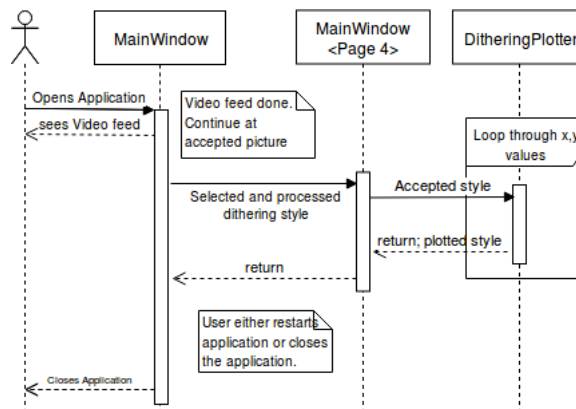 MainWindow
MainWindow
<Page 4>
DitheringPlotter
Opens Application
sees Video feed
Video feed done.
Continue at
accepted picture
Loop through x,y
values
Selected and processed
dithering style
Accepted style
return; plotted style
return
User either restarts
application or closes
the application.
Closes Application